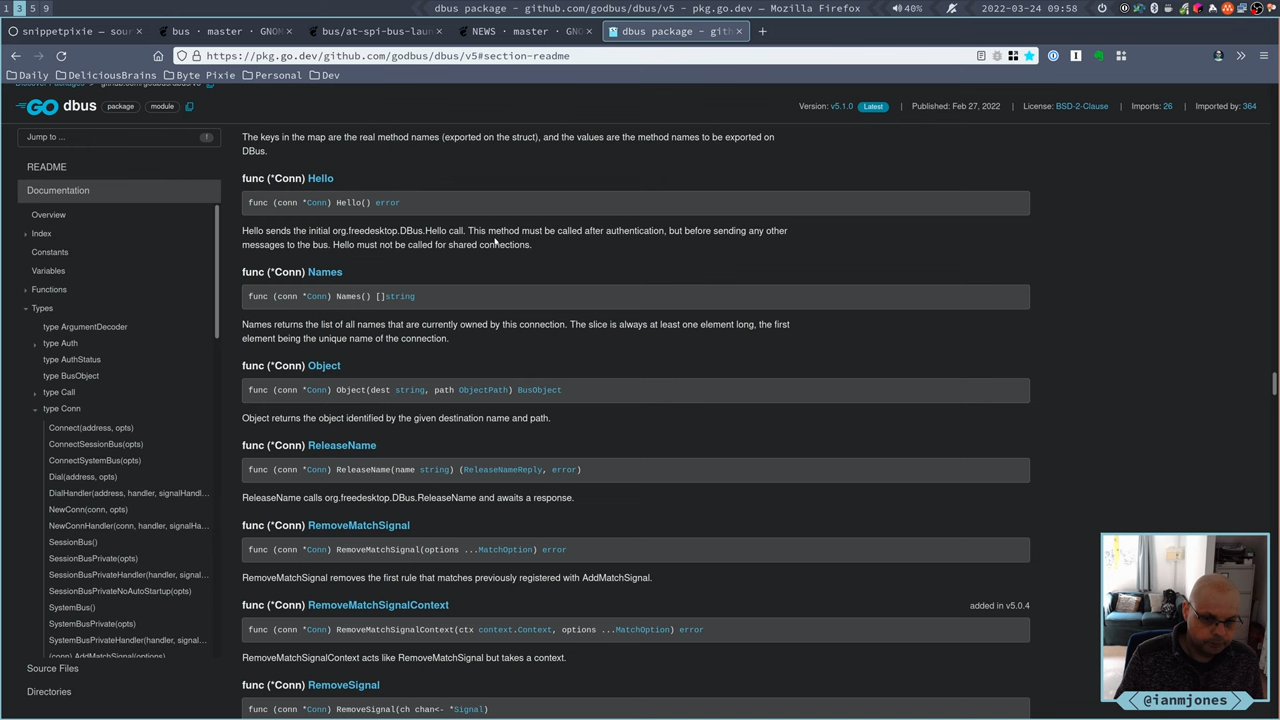 1 3 5 9
dbus package - github.com/godbus/dbus/v5 - pkg.go.dev — Mozilla Firefox
40%
2022-03-24 Thu 09:58
snippetpixie — sour
bus · master · GNOM
bus/at-spi-bus-laun
NEWS · master · GNO
dbus package - gith
https://pkg.go.dev/github.com/godbus/dbus/v5#section-readme
Daily
DeliciousBrains
Byte Pixie
Personal
Dev
Discover Packages
github.com/godbus/dbus/v5
GO dbus package module
Version: v5.1.0 Latest | Published: Feb 27, 2022 | License: BSD-2-Clause | Imports: 26 | Imported by: 364
Jump to ... f
README
Documentation
Overview
Index
Constants
Variables
Functions
Types
type ArgumentDecoder
type Auth
type AuthStatus
type BusObject
type Call
type Conn
Connect(address, opts)
ConnectSessionBus(opts)
ConnectSystemBus(opts)
Dial(address, opts)
DialHandler(address, handler, signalHandl...
NewConn(conn, opts)
NewConnHandler(conn, handler, signalHa...
SessionBus()
SessionBusPrivate(opts)
SessionBusPrivateHandler(handler, signal...
SessionBusPrivateNoAutoStartup(opts)
SystemBus()
SystemBusPrivate(opts)
SystemBusPrivateHandler(handler, signal...
(conn) AddMatchSignal(options)
Source Files
Directories
The keys in the map are the real method names (exported on the struct), and the values are the method names to be exported on
DBus.
func (*Conn) Hello
func (conn *Conn) Hello() error
Hello sends the initial org.freedesktop.DBus.Hello call. This method must be called after authentication, but before sending any other
messages to the bus. Hello must not be called for shared connections.
func (*Conn) Names
func (conn *Conn) Names() []string
Names returns the list of all names that are currently owned by this connection. The slice is always at least one element long, the first
element being the unique name of the connection.
func (*Conn) Object
func (conn *Conn) Object(dest string, path ObjectPath) BusObject
Object returns the object identified by the given destination name and path.
func (*Conn) ReleaseName
func (conn *Conn) ReleaseName(name string) (ReleaseNameReply, error)
ReleaseName calls org.freedesktop.DBus.ReleaseName and awaits a response.
func (*Conn) RemoveMatchSignal
func (conn *Conn) RemoveMatchSignal(options ...MatchOption) error
RemoveMatchSignal removes the first rule that matches previously registered with AddMatchSignal.
func (*Conn) RemoveMatchSignalContext
added in v5.0.4
func (conn *Conn) RemoveMatchSignalContext(ctx context.Context, options ...MatchOption) error
RemoveMatchSignalContext acts like RemoveMatchSignal but takes a context.
func (*Conn) RemoveSignal
func (conn *Conn) RemoveSignal(ch chan<- *Signal)
@ianmjones